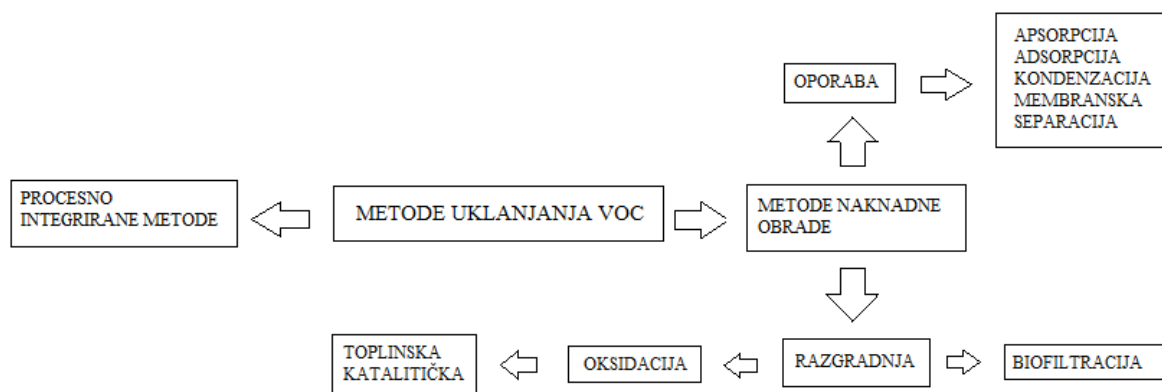 APSORPCIJA
ADSORPCIJA
KONDENZACIJA
MEMBRANSKA
SEPARACIJA
OPORABA
PROCESNO
INTEGRIRANE METODE
METODE UKLANJANJA VOC
METODE NAKNADNE
OBRADE
TOPLINSKA
KATALITIČKA
OKSIDACIJA
RAZGRADNJA
BIOFILTRACIJA